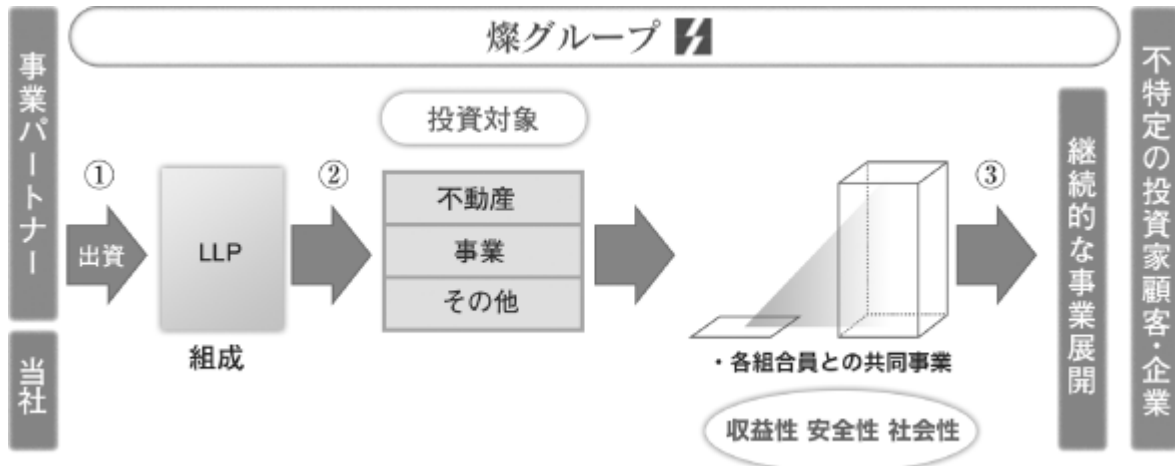 燦グループ
事業パートナー
当社
①
出資
LLP
組成
②
投資対象
不動産
事業
その他
・各組合員との共同事業
収益性 安全性 社会性
③
継続的な事業展開
不特定の投資家顧客・企業